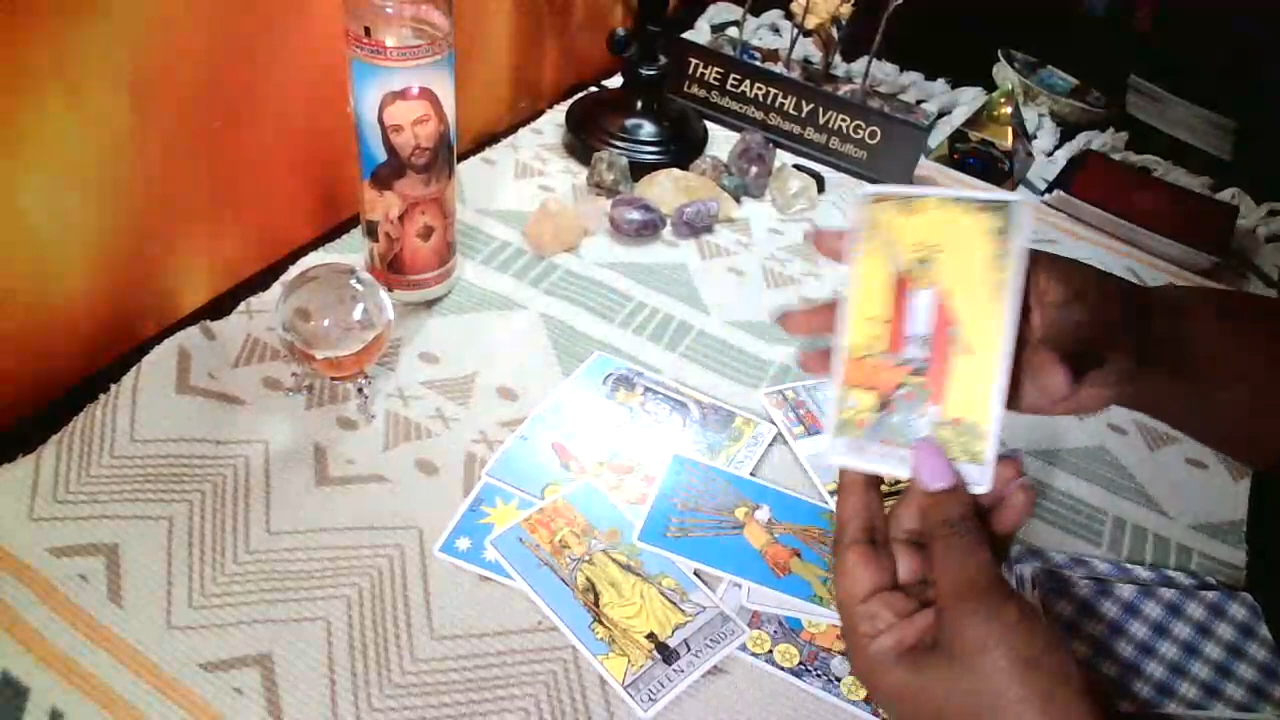 Sagrado Corazón
THE EARTHLY VIRGO
Like-Subscribe-Share-Bell Button
QUEEN of WANDS